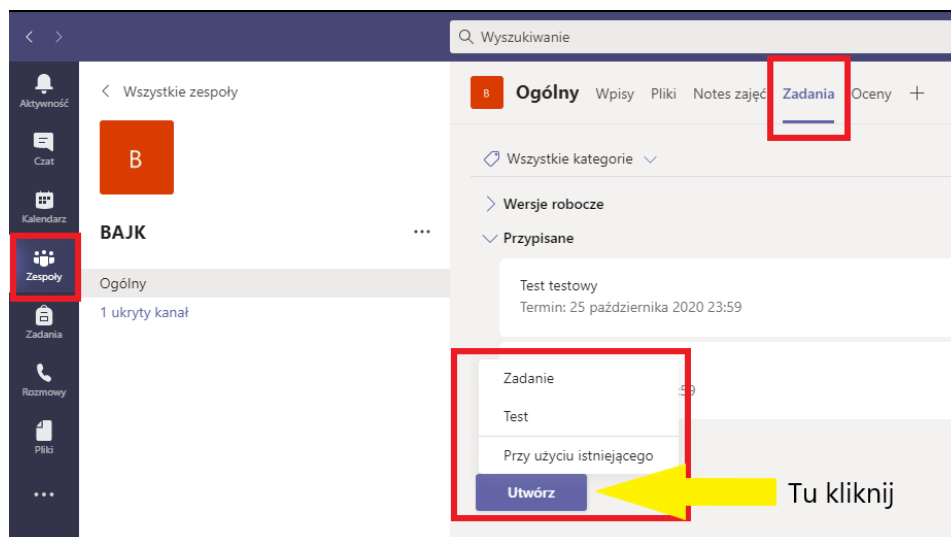 Wyszukiwanie
Aktywność
Czat
Kalendarz
Zespoły
Zadania
Rozmowy
Pliki
Wszystkie zespoły
B
BAJK
Ogólny
1 ukryty kanał
B Ogólny Wpisy Pliki Notes zajęć Zadania Oceny
Wszystkie kategorie
Wersje robocze
Przypisane
Test testowy
Termin: 25 października 2020 23:59
Zadanie
:59
Test
Przy użyciu istniejącego
Utwórz
Tu kliknij